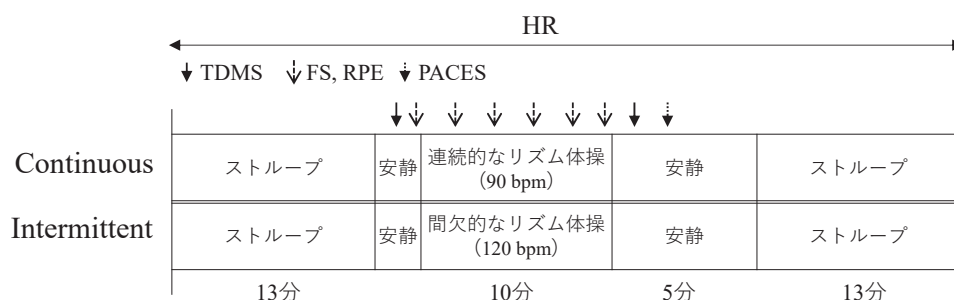 HR
TDMS FS, RPE PACES
Continuous ストループ 安静 連続的なリズム体操 安静 ストループ
(90 bpm)
Intermittent ストループ 安静 間欠的なリズム体操 安静 ストループ
(120 bpm)
13分 10分 5分 13分